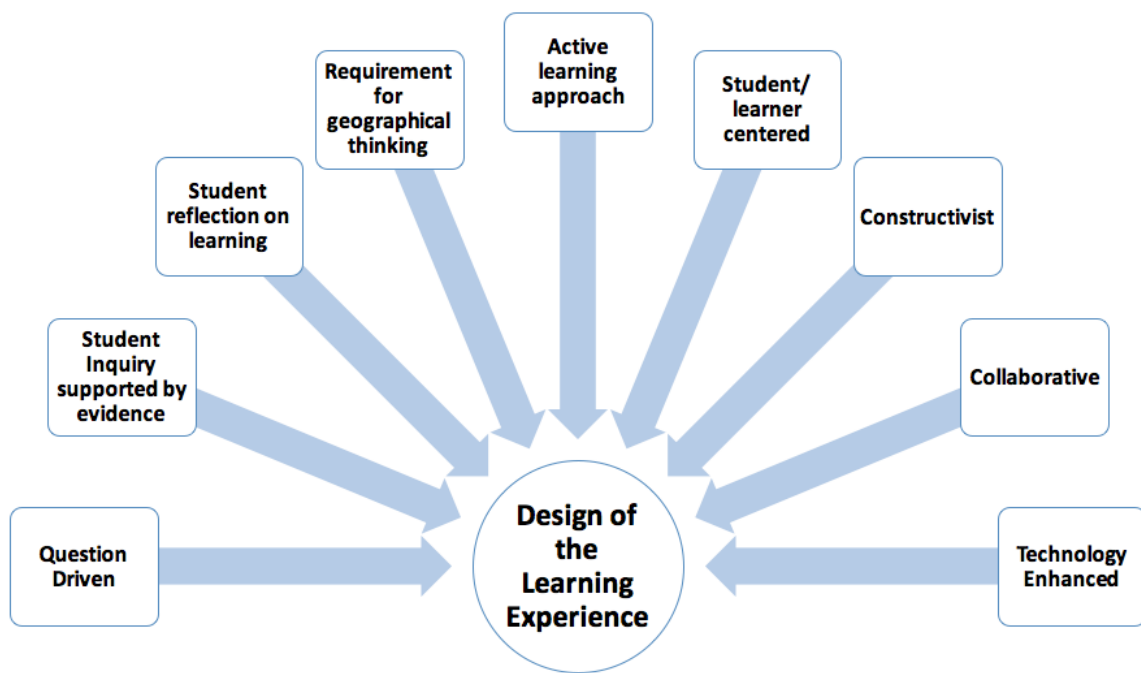 Active
learning
approach
Requirement
for
geographical
thinking
Student/
learner
centered
Student
reflection on
learning
Constructivist
Student
Inquiry
supported by
evidence
Collaborative
Question
Driven
Design of
the
Learning
Experience
Technology
Enhanced